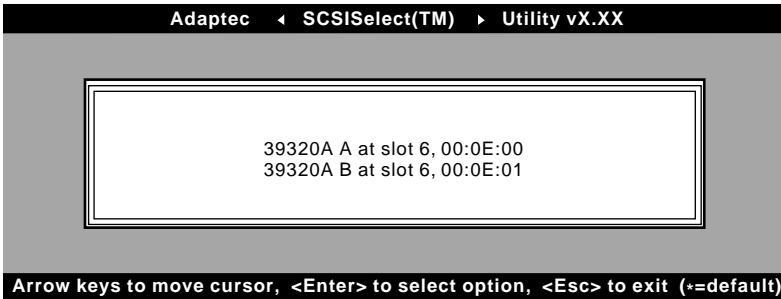 Adaptec ◂ SCSISelect(TM) ▸ Utility vX.XX
39320A A at slot 6, 00:0E:00
39320A B at slot 6, 00:0E:01
Arrow keys to move cursor, <Enter> to select option, <Esc> to exit (*=default)